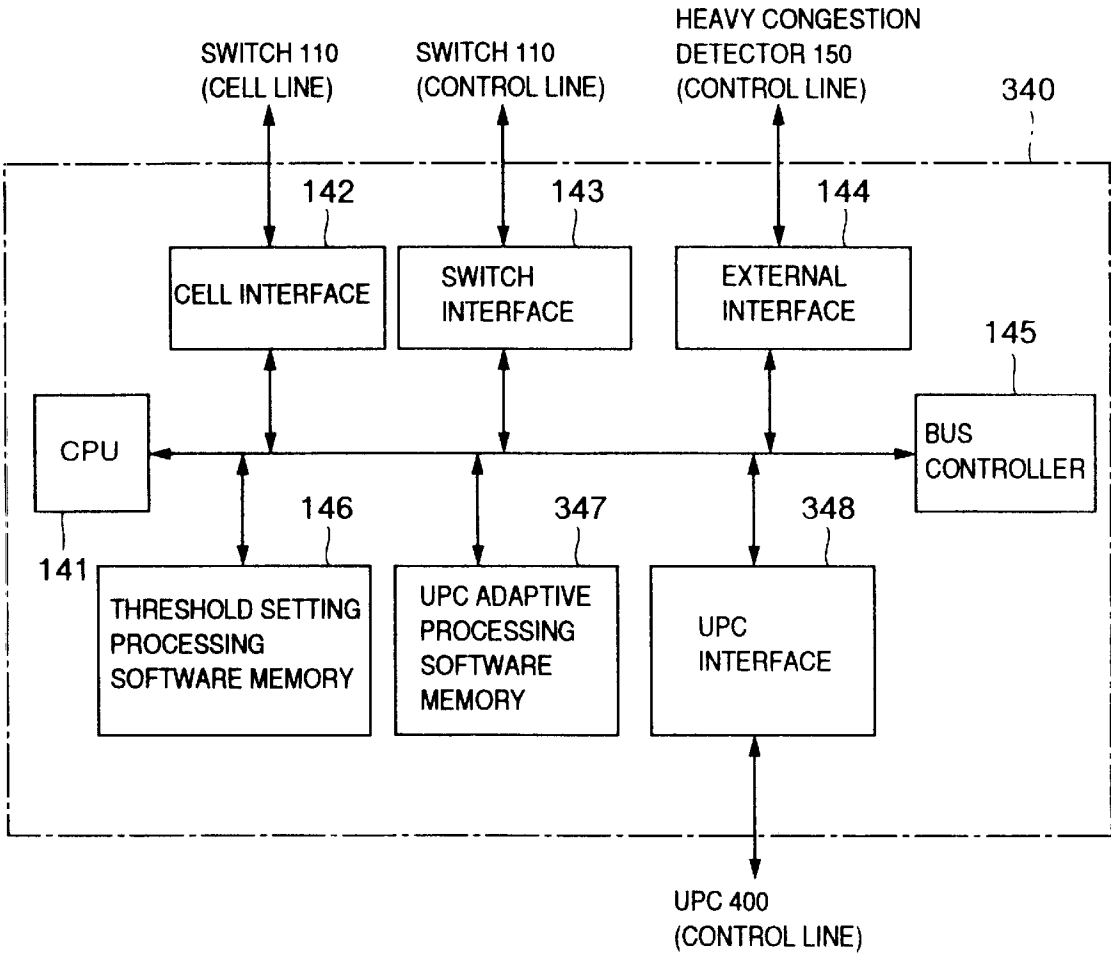 SWITCH 110
(CELL LINE)
SWITCH 110
(CONTROL LINE)
HEAVY CONGESTION
DETECTOR 150
(CONTROL LINE)
340
142
143
144
CELL INTERFACE
SWITCH
INTERFACE
EXTERNAL
INTERFACE
145
CPU
BUS
CONTROLLER
141
146
347
348
THRESHOLD SETTING
PROCESSING
SOFTWARE MEMORY
UPC ADAPTIVE
PROCESSING
SOFTWARE
MEMORY
UPC
INTERFACE
UPC 400
(CONTROL LINE)